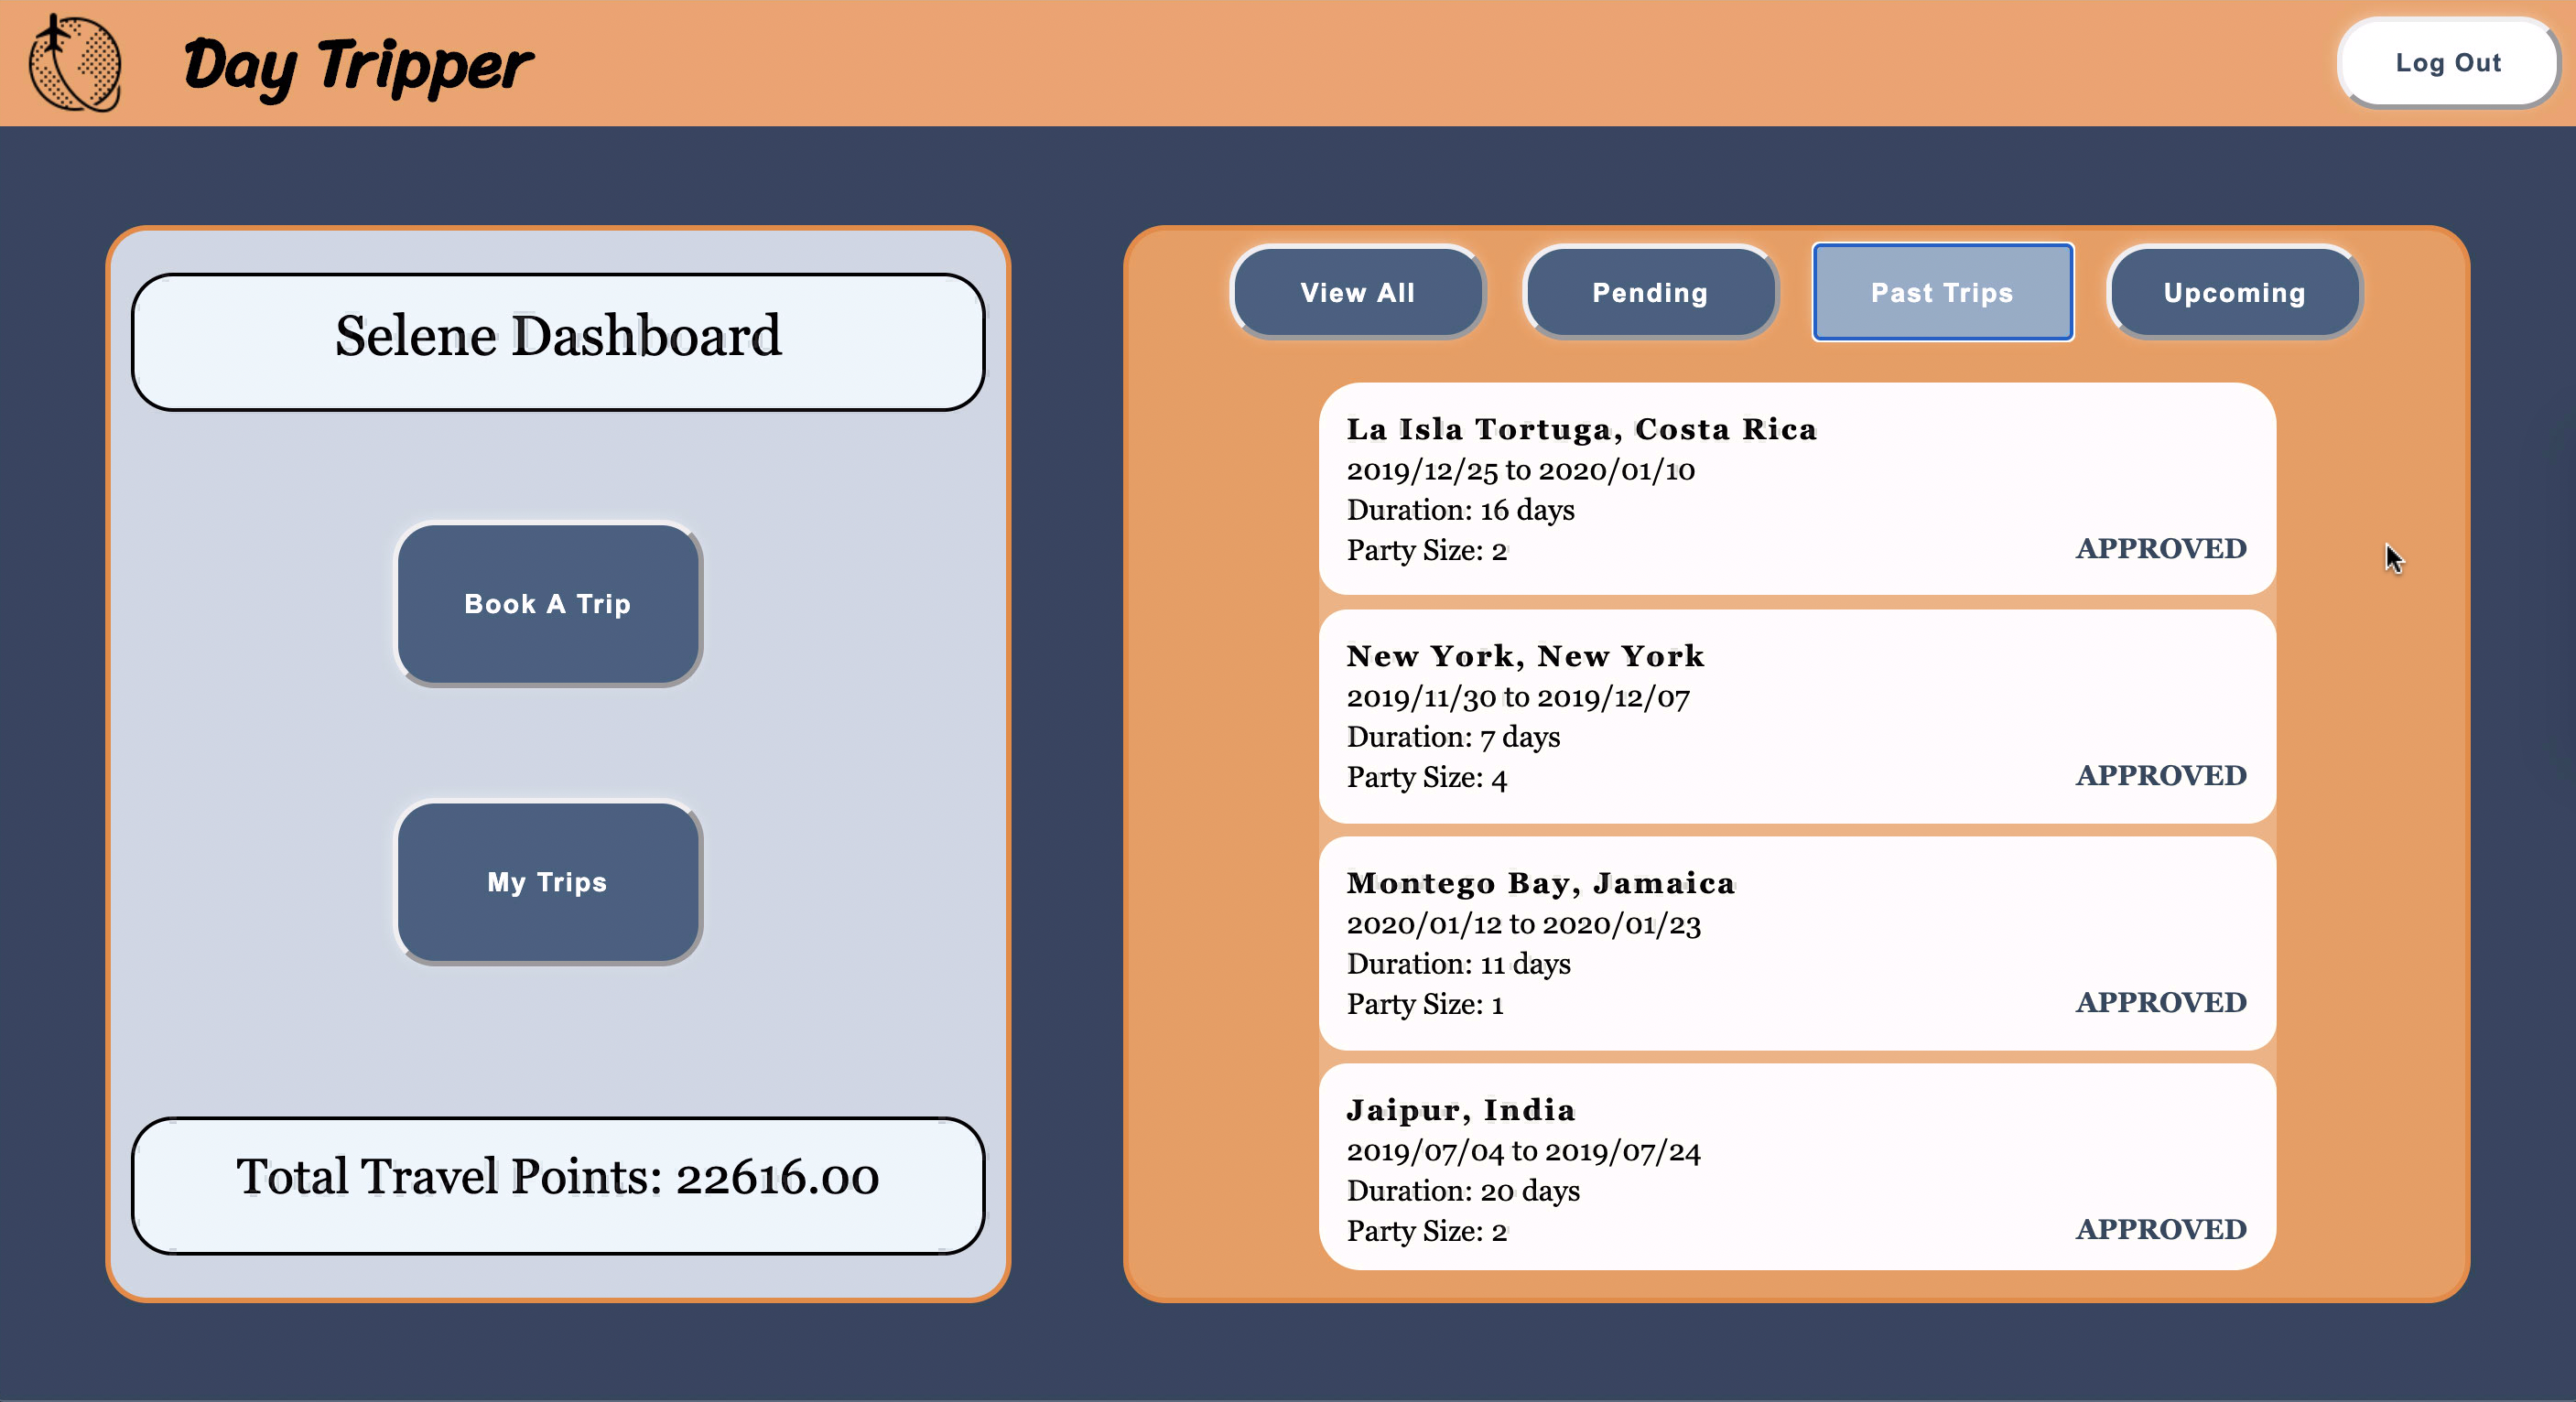 Day Tripper
Log Out
Selene Dashboard
Book A Trip
My Trips
Total Travel Points: 22616.00
View All
Pending
Past Trips
Upcoming
La Isla Tortuga, Costa Rica
2019/12/25 to 2020/01/10
Duration: 16 days
Party Size: 2
APPROVED
New York, New York
2019/11/30 to 2019/12/07
Duration: 7 days
Party Size: 4
APPROVED
Montego Bay, Jamaica
2020/01/12 to 2020/01/23
Duration: 11 days
Party Size: 1
APPROVED
Jaipur, India
2019/07/04 to 2019/07/24
Duration: 20 days
Party Size: 2
APPROVED